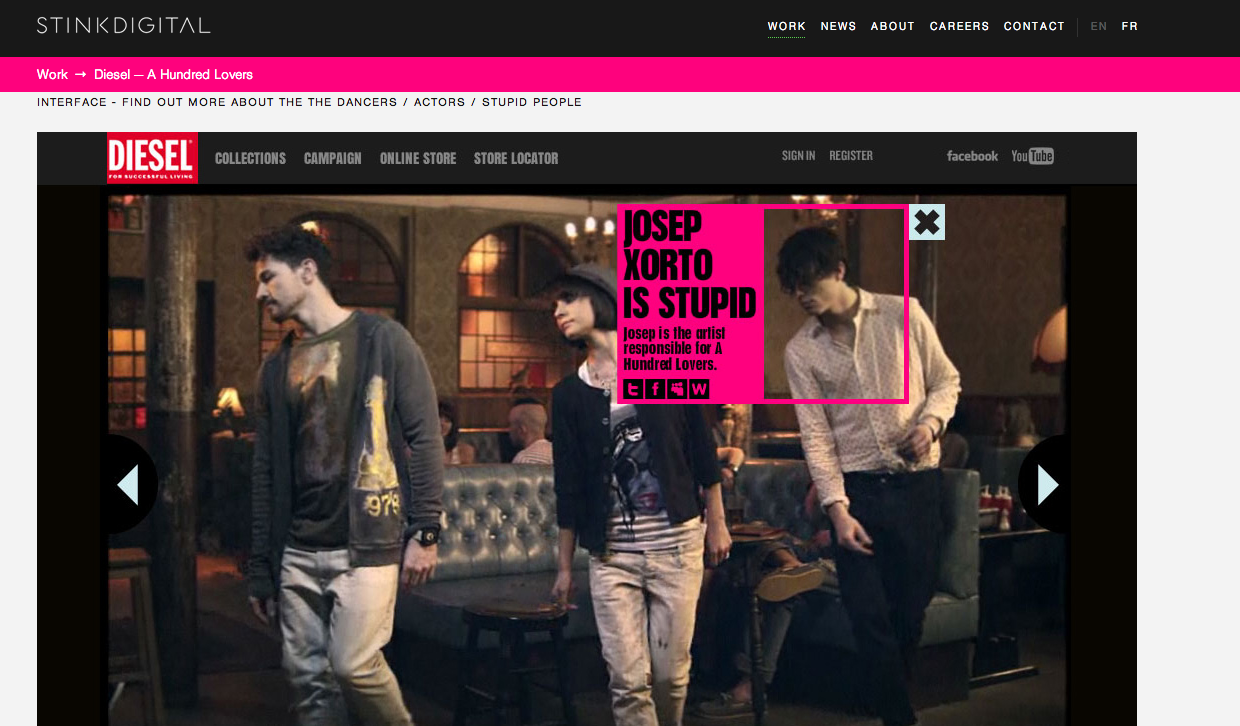 STINKDIGITAL
WORK NEWS ABOUT CAREERS CONTACT EN FR
Work → Diesel — A Hundred Lovers
INTERFACE - FIND OUT MORE ABOUT THE THE DANCERS / ACTORS / STUPID PEOPLE
DIESEL
FOR SUCCESSFUL LIVING
COLLECTIONS CAMPAIGN ONLINE STORE STORE LOCATOR
SIGN IN REGISTER
facebook YouTube
JOSEP
XORTO
IS STUPID
Josep is the artist
responsible for A
Hundred Lovers.
t f W
978